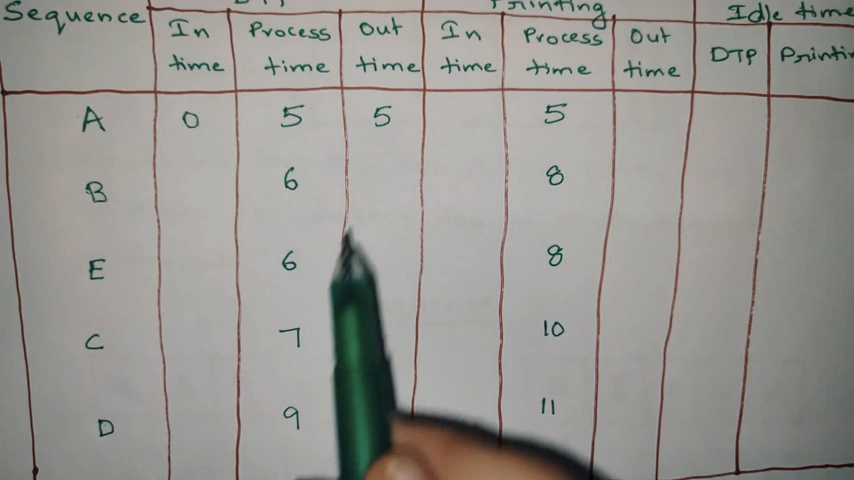 Printing
Sequence Idle time
In Process Out In Process Out
time time time time time time DTP
A 0 5 5 5
B 6 8
E 6 8
C 7 10
D 9 11